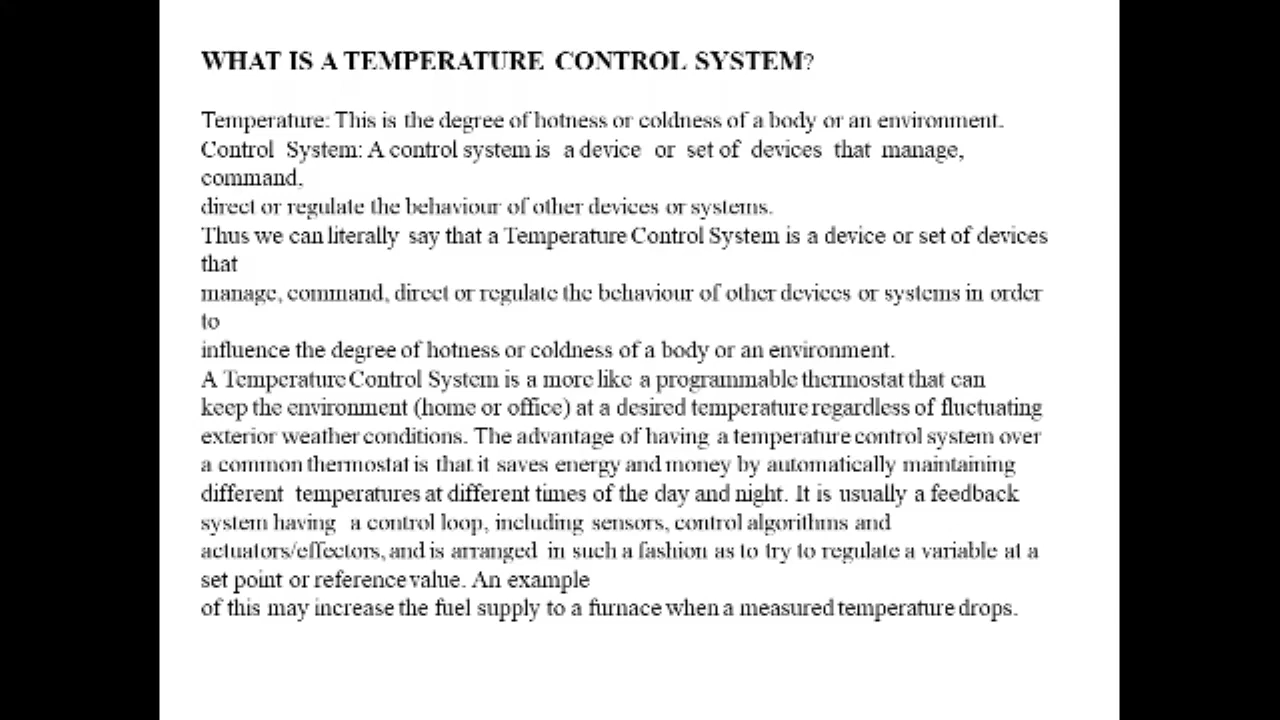 WHAT IS A TEMPERATURE CONTROL SYSTEM?
Temperature: This is the degree of hotness or coldness of a body or an environment.
Control System: A control system is a device or set of devices that manage,
command,
direct or regulate the behaviour of other devices or systems.
Thus we can literally say that a Temperature Control System is a device or set of devices
that
manage, command, direct or regulate the behaviour of other devices or systems in order
to
influence the degree of hotness or coldness of a body or an environment.
A Temperature Control System is a more like a programmable thermostat that can
keep the environment (home or office) at a desired temperature regardless of fluctuating
exterior weather conditions. The advantage of having a temperature control system over
a common thermostat is that it saves energy and money by automatically maintaining
different temperatures at different times of the day and night. It is usually a feedback
system having a control loop, including sensors, control algorithms and
actuators/effectors, and is arranged in such a fashion as to try to regulate a variable at a
set point or reference value. An example
of this may increase the fuel supply to a furnace when a measured temperature drops.